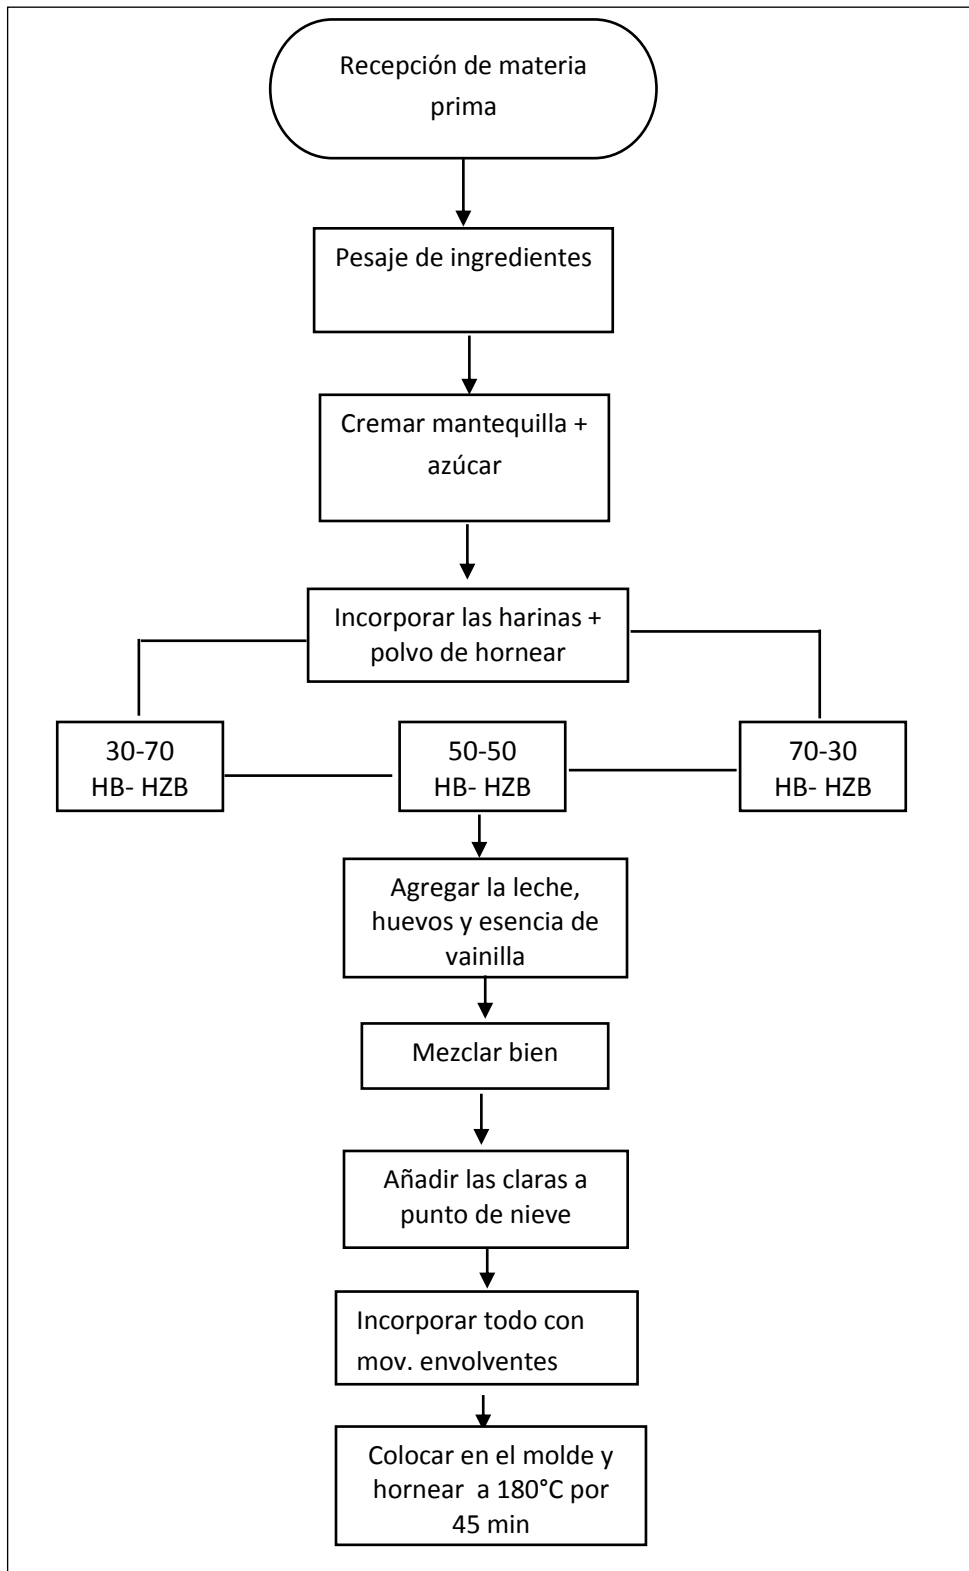 Recepción de materia
prima
Pesaje de ingredientes
Cremar mantequilla +
azúcar
Incorporar las harinas +
polvo de hornear
30-70
HB- HZB
50-50
HB- HZB
70-30
HB- HZB
Agregar la leche,
huevos y esencia de
vainilla
Mezclar bien
Añadir las claras a
punto de nieve
Incorporar todo con
mov. envolventes
Colocar en el molde y
hornear  a 180°C por
45 min